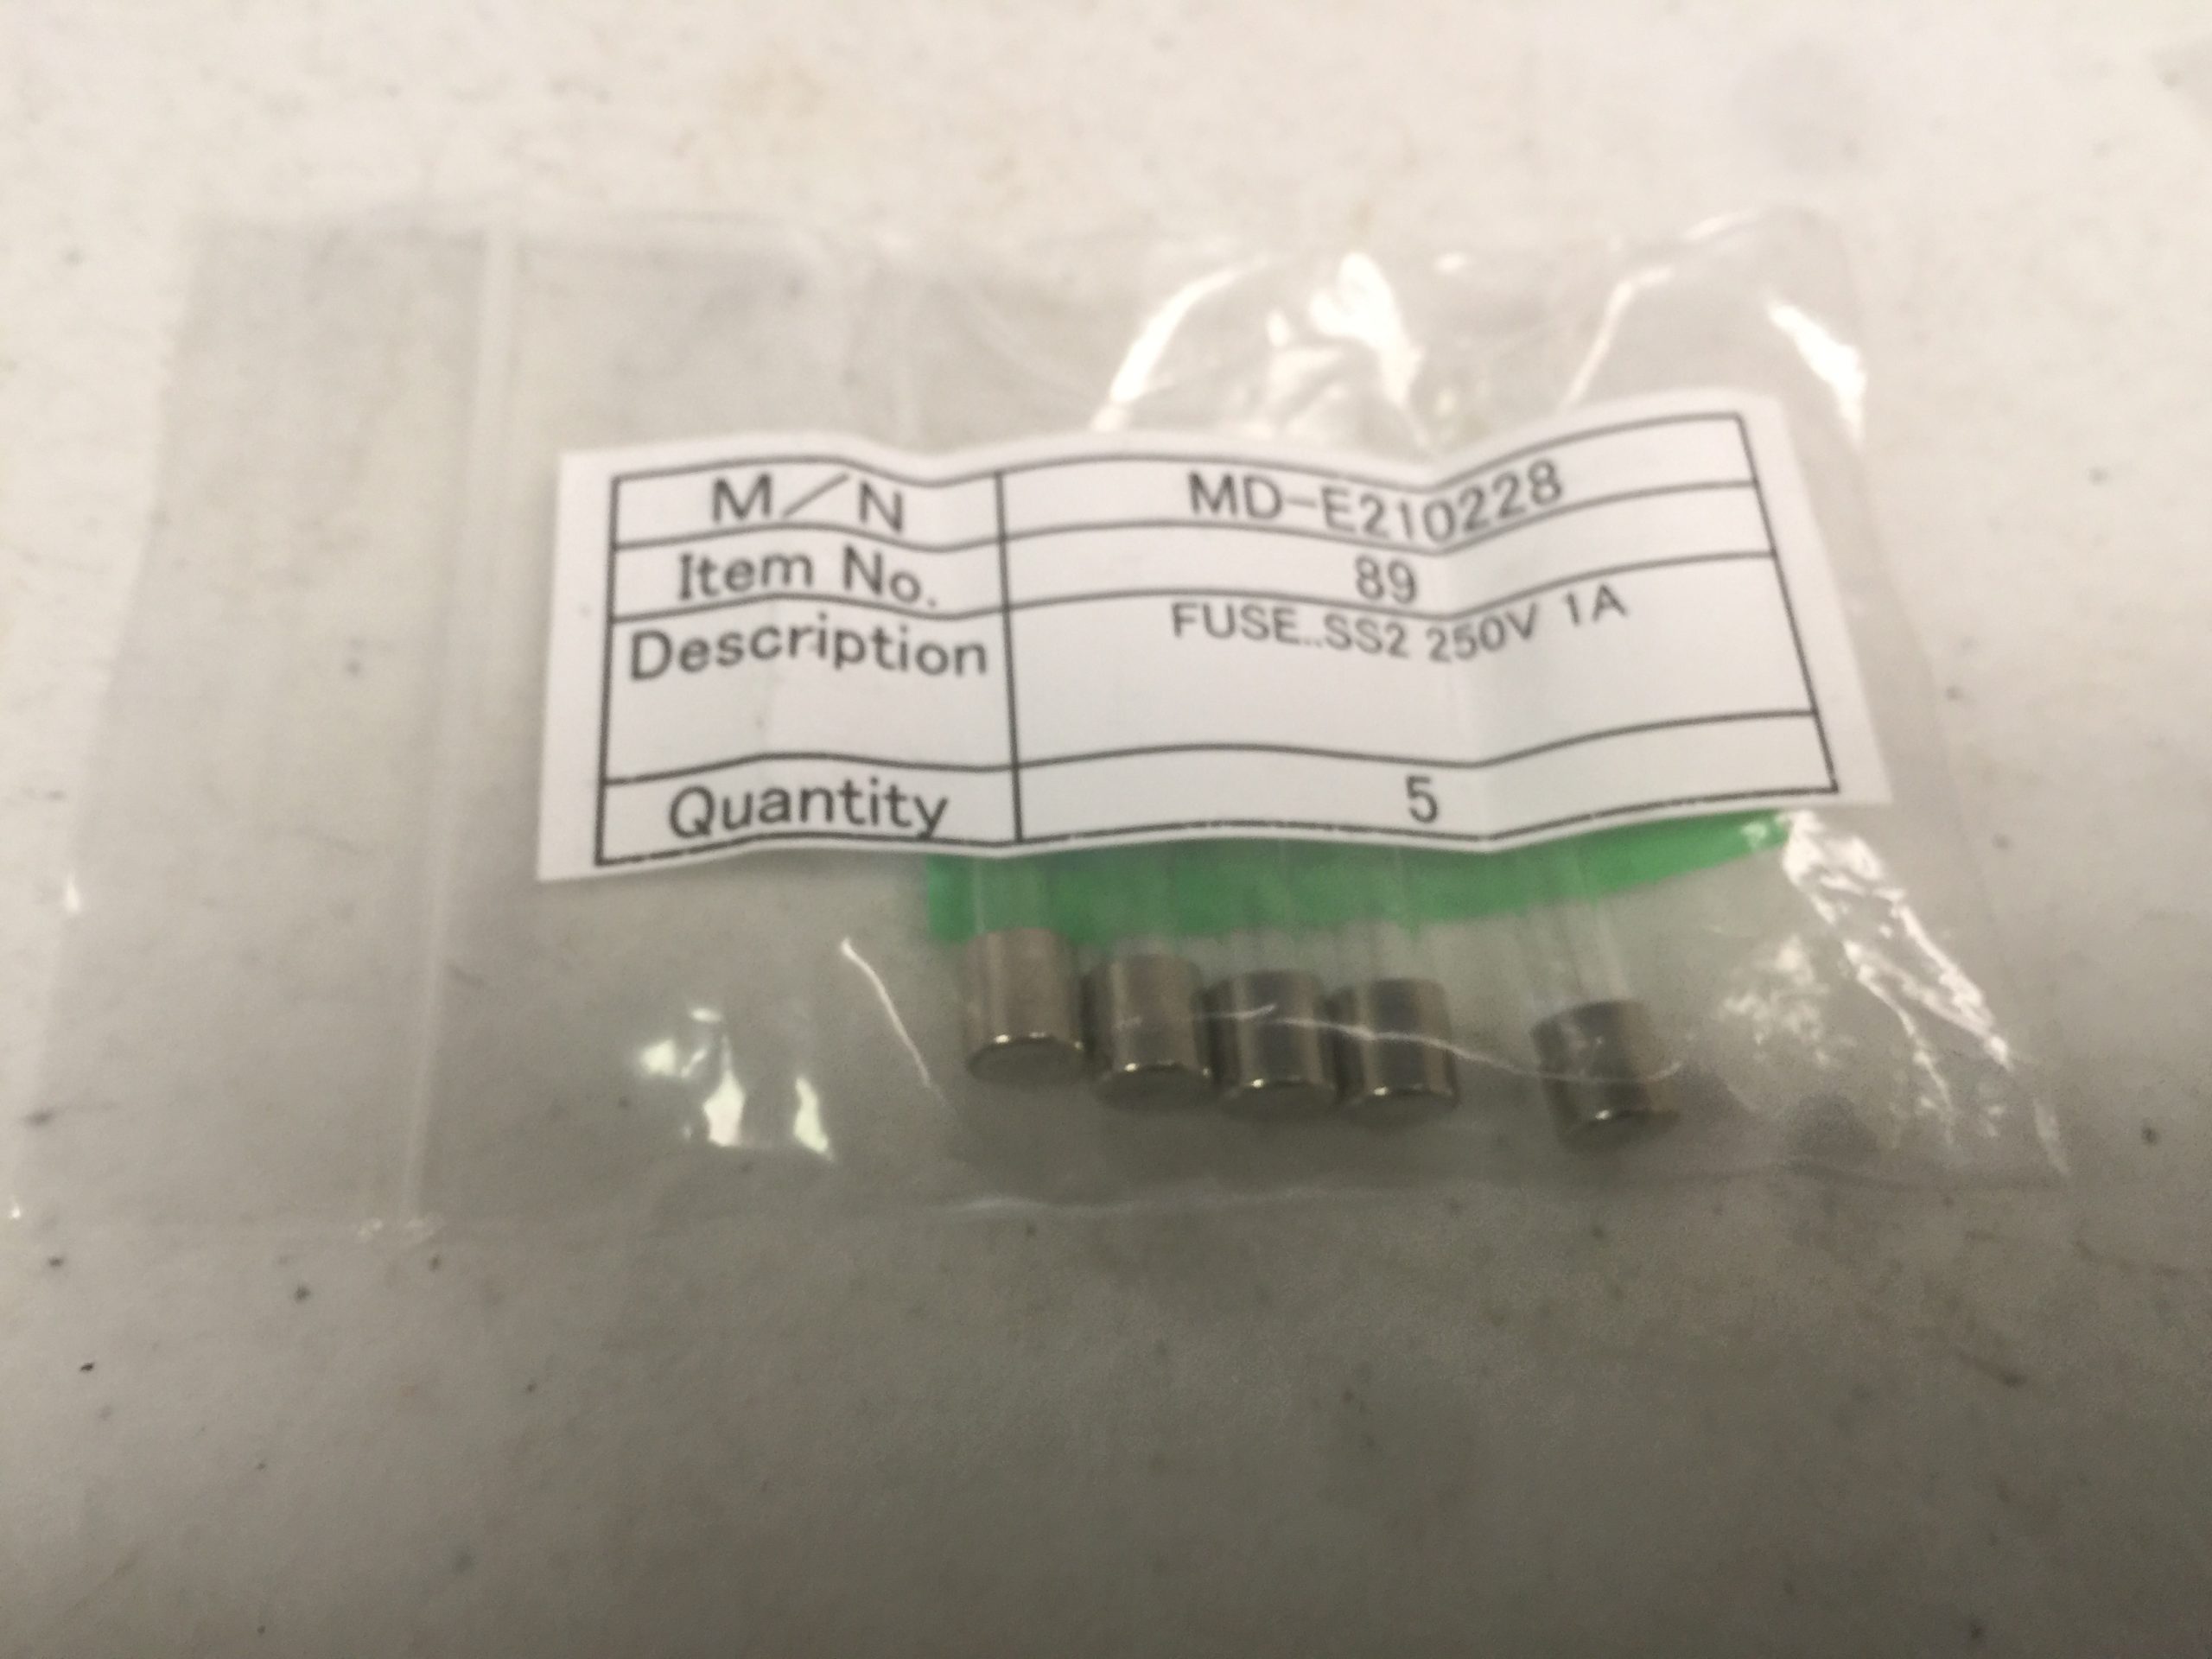 M/N MD-E210228
Item No. 89
Description FUSE..SS2 250V 1A
Quantity 5